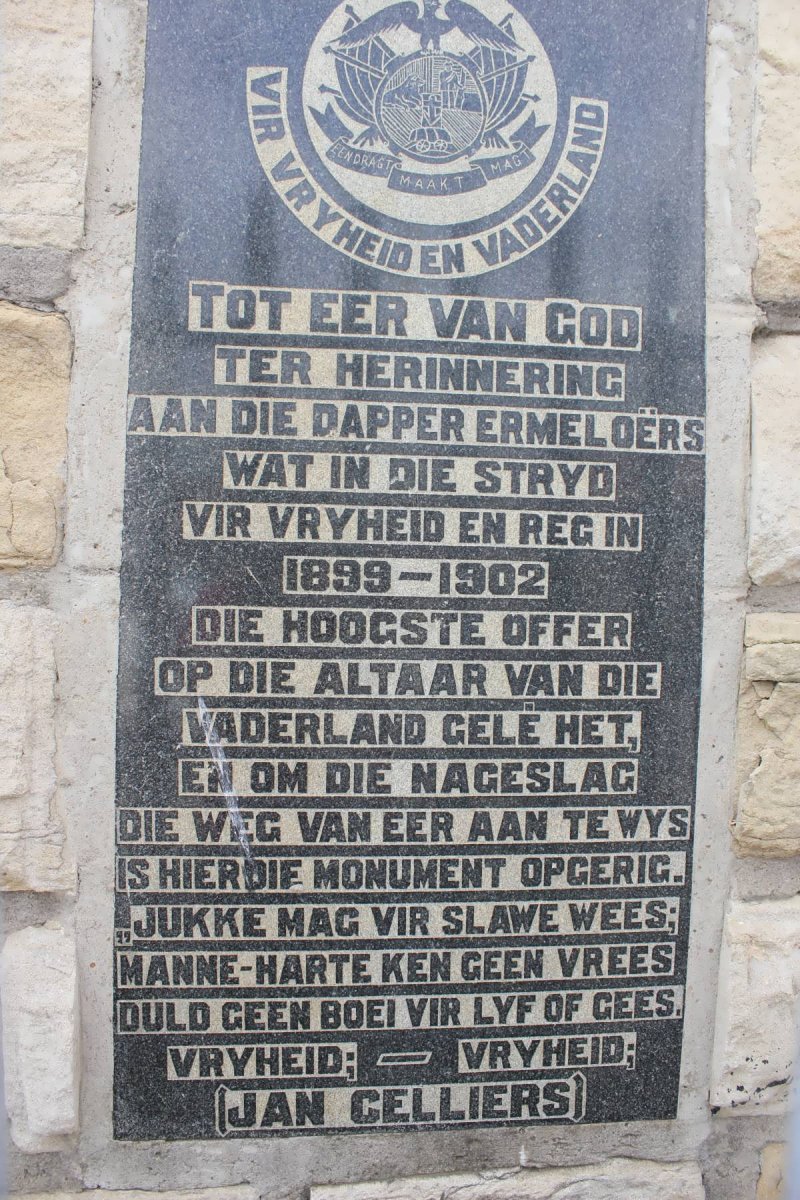 EENDRAGT MAAKT MAGT
VIR VRYHEID EN VADERLAND
TOT EER VAN GOD
TER HERINNERING
AAN DIE DAPPER ERMELOËRS
WAT IN DIE STRYD
VIR VRYHEID EN REG IN
1899-1902
DIE HOOGSTE OFFER
OP DIE ALTAAR VAN DIE
VADERLAND GELÊ HET,
EN OM DIE NAGESLAG
DIE WEG VAN EER AAN TE WYS
IS HIERDIE MONUMENT OPGERIG.
„JUKKE MAG VIR SLAWE WEES;
MANNE-HARTE KEN GEEN VREES
DULD GEEN BOEI VIR LYF OF GEES.
VRYHEID; — VRYHEID;
[JAN CELLIERS]